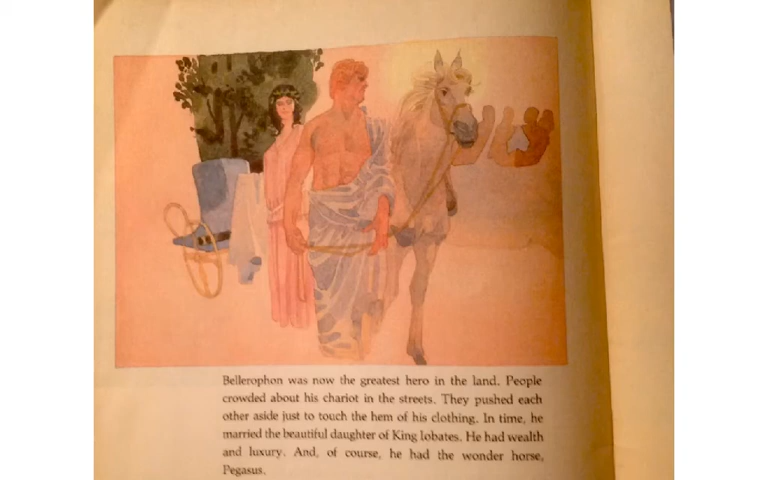 Bellerophon was now the greatest hero in the land. People
crowded about his chariot in the streets. They pushed each
other aside just to touch the hem of his clothing. In time, he
married the beautiful daughter of King Iobates. He had wealth
and luxury. And, of course, he had the wonder horse,
Pegasus.